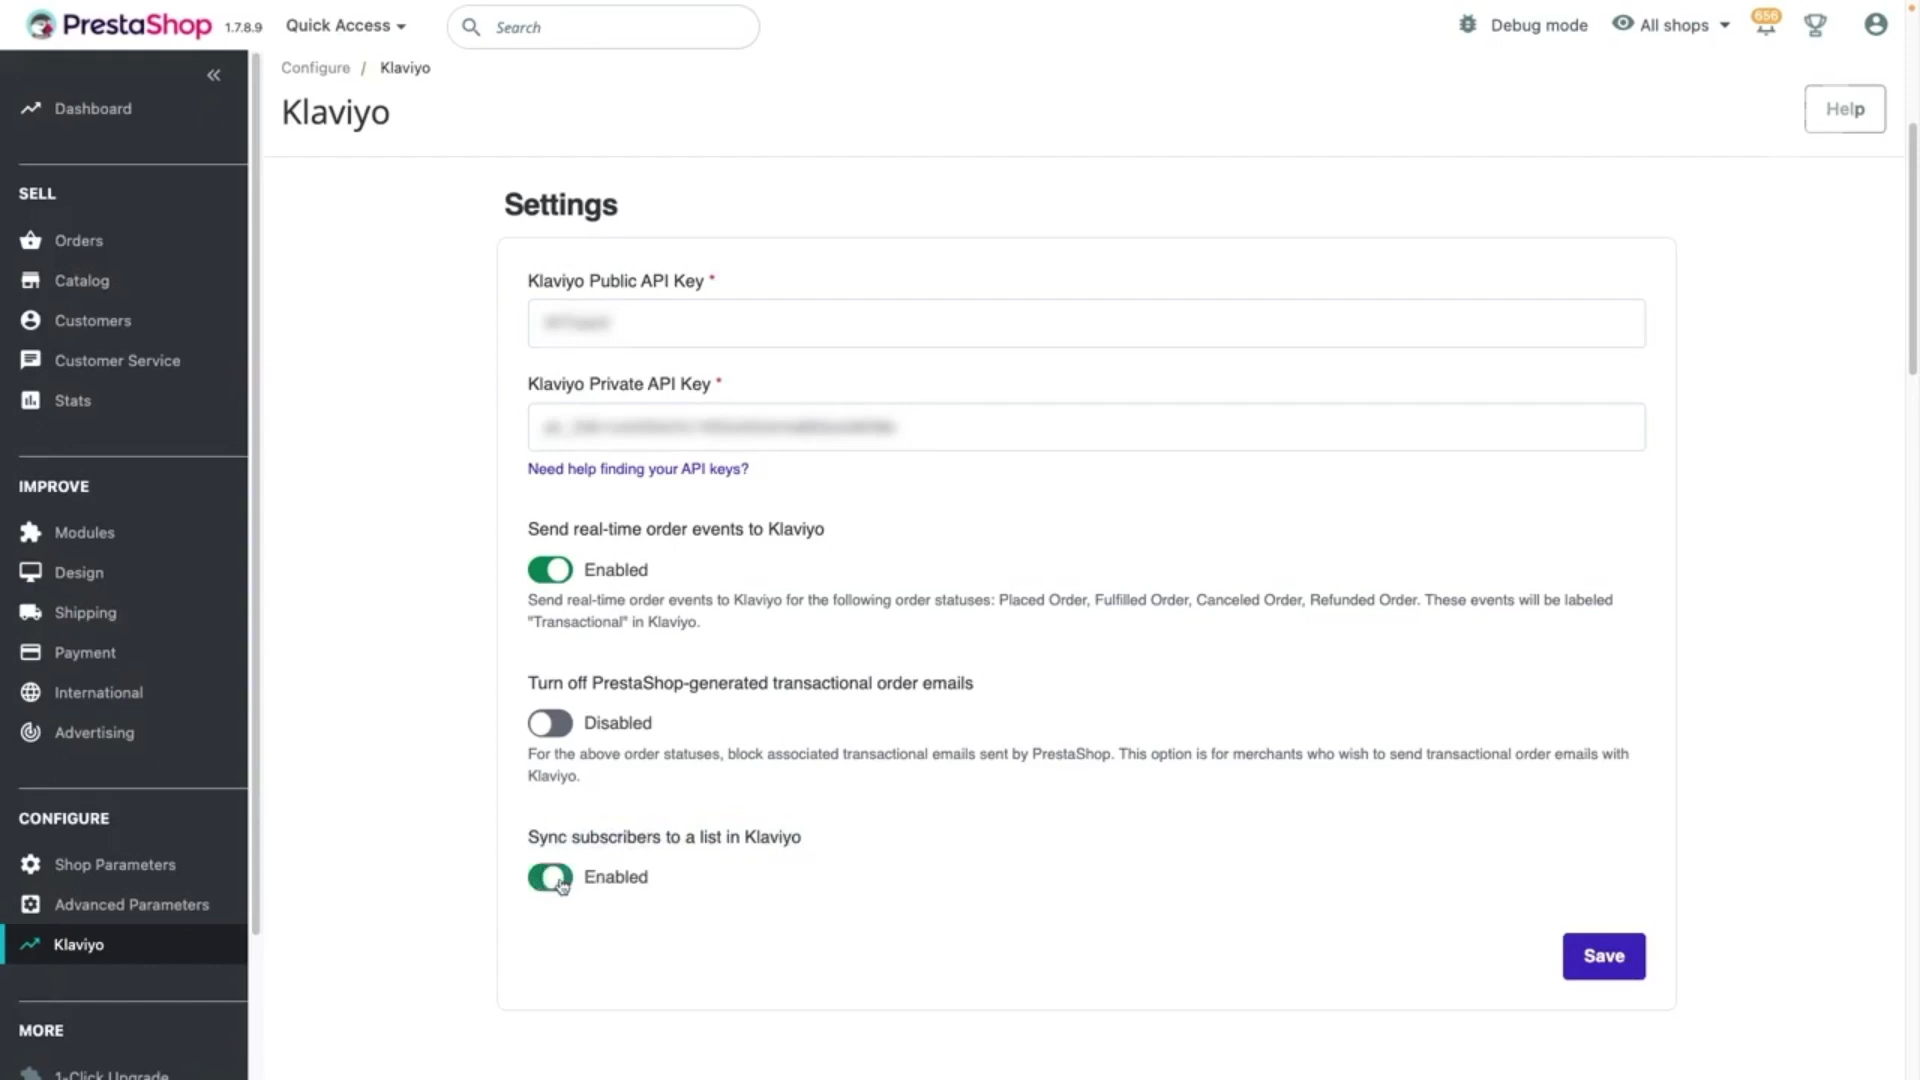 PrestaShop 1.7.8.9 Quick Access Search Debug mode All shops 656
Configure / Klaviyo
Klaviyo
Help
Dashboard
SELL
Orders
Catalog
Customers
Customer Service
Stats
IMPROVE
Modules
Design
Shipping
Payment
International
Advertising
CONFIGURE
Shop Parameters
Advanced Parameters
Klaviyo
MORE
1-Click Upgrade
Settings
Klaviyo Public API Key *
Klaviyo Private API Key *
Need help finding your API keys?
Send real-time order events to Klaviyo
Enabled
Send real-time order events to Klaviyo for the following order statuses: Placed Order, Fulfilled Order, Canceled Order, Refunded Order. These events will be labeled
"Transactional" in Klaviyo.
Turn off PrestaShop-generated transactional order emails
Disabled
For the above order statuses, block associated transactional emails sent by PrestaShop. This option is for merchants who wish to send transactional order emails with
Klaviyo.
Sync subscribers to a list in Klaviyo
Enabled
Save